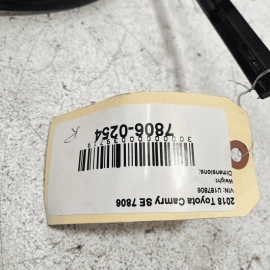 2018 Toyota Camry SE 7806
VIN: U187806
Weight:
Dimensions:
7806-0254
R